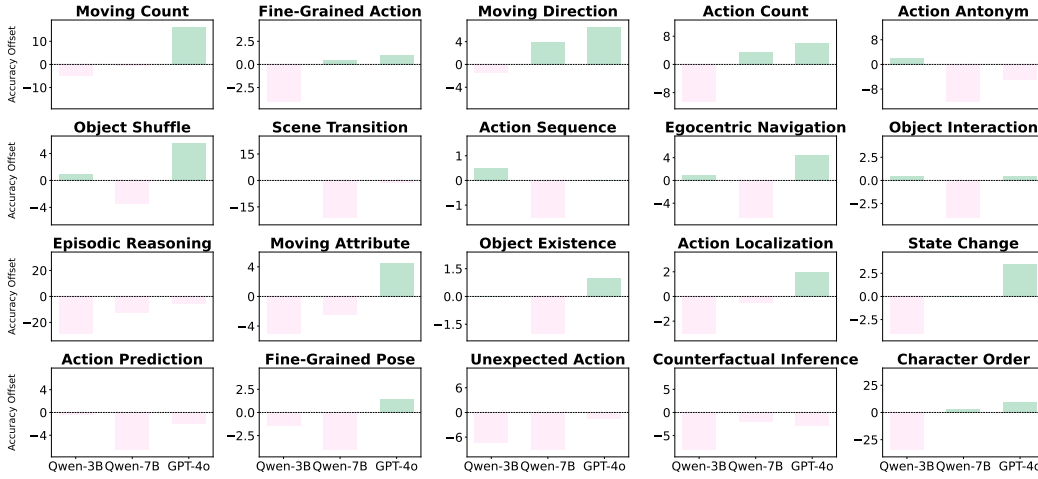 Moving Count
Fine-Grained Action
Moving Direction
Action Count
Action Antonym
Accuracy Offset
10
0
−10
2.5
0.0
−2.5
4
0
−4
8
0
−8
8
0
−8
Object Shuffle
Scene Transition
Action Sequence
Egocentric Navigation
Object Interaction
Accuracy Offset
4
0
−4
15
0
−15
1
0
−1
4
0
−4
2.5
0.0
−2.5
Episodic Reasoning
Moving Attribute
Object Existence
Action Localization
State Change
Accuracy Offset
20
0
−20
4
0
−4
1.5
0.0
−1.5
2
0
−2
2.5
0.0
−2.5
Action Prediction
Fine-Grained Pose
Unexpected Action
Counterfactual Inference
Character Order
Accuracy Offset
4
0
−4
2.5
0.0
−2.5
6
0
−6
5
0
−5
25
0
−25
Qwen-3B Qwen-7B GPT-4o
Qwen-3B Qwen-7B GPT-4o
Qwen-3B Qwen-7B GPT-4o
Qwen-3B Qwen-7B GPT-4o
Qwen-3B Qwen-7B GPT-4o